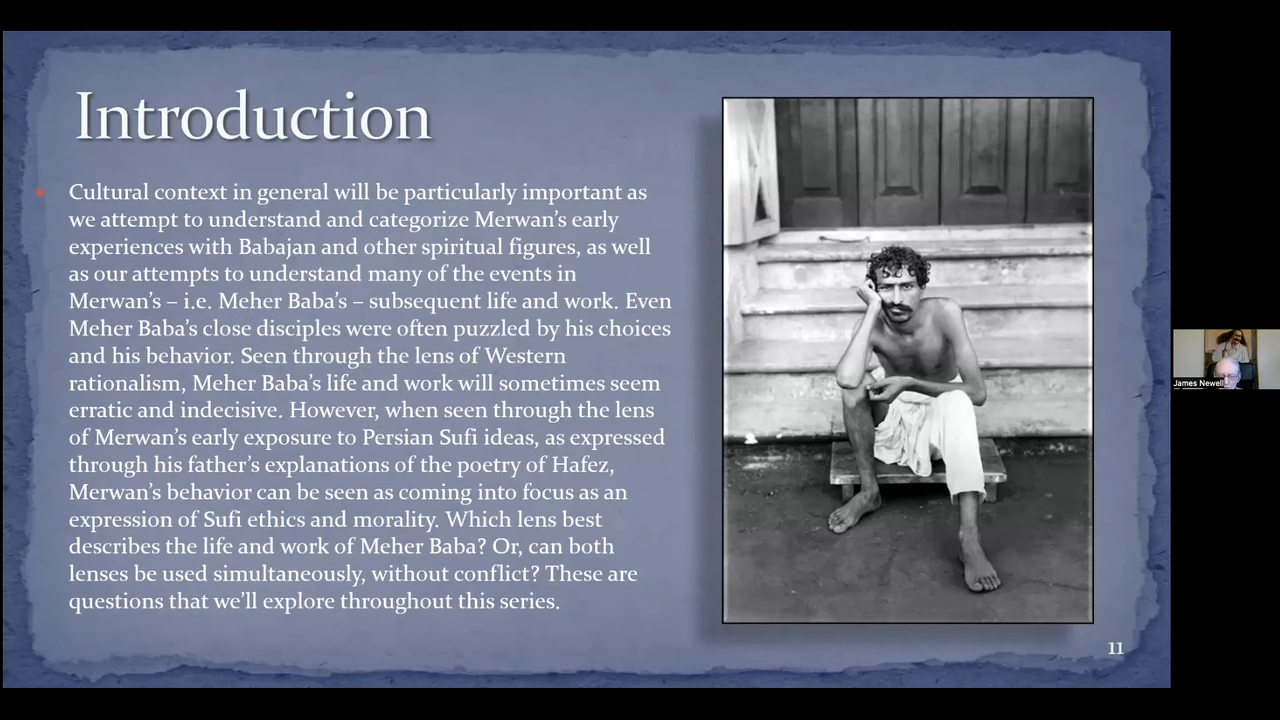 Introduction
Cultural context in general will be particularly important as
we attempt to understand and categorize Merwan's early
experiences with Babajan and other spiritual figures, as well
as our attempts to understand many of the events in
Merwan's – i.e. Meher Baba's – subsequent life and work. Even
Meher Baba's close disciples were often puzzled by his choices
and his behavior. Seen through the lens of Western
rationalism, Meher Baba's life and work will sometimes seem
erratic and indecisive. However, when seen through the lens
of Merwan's early exposure to Persian Sufi ideas, as expressed
through his father's explanations of the poetry of Hafez,
Merwan's behavior can be seen as coming into focus as an
expression of Sufi ethics and morality. Which lens best
describes the life and work of Meher Baba? Or, can both
lenses be used simultaneously, without conflict? These are
questions that we'll explore throughout this series.
11
James Newell